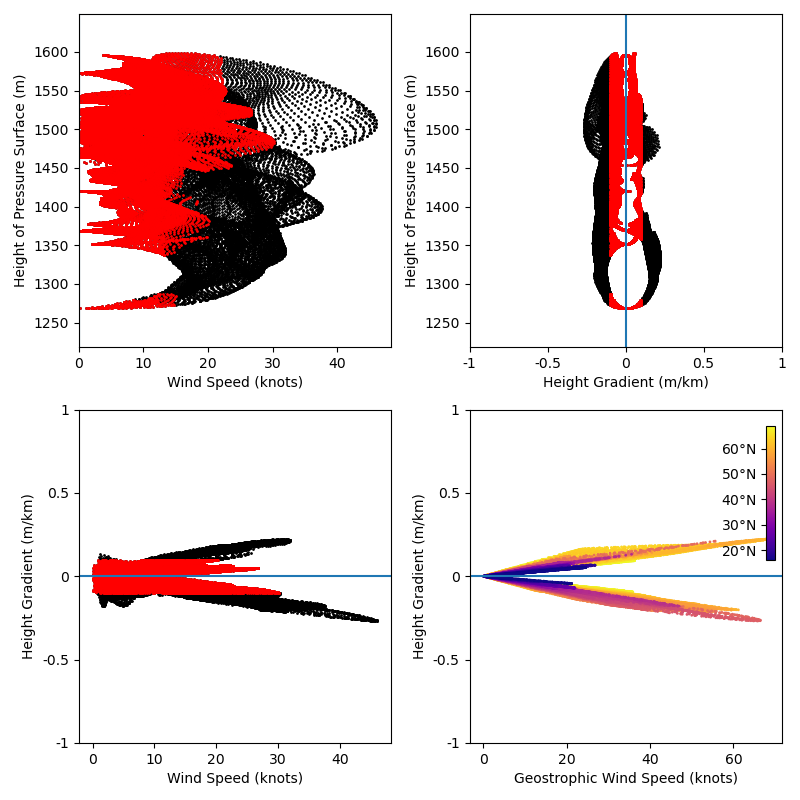 1600
1550
1500
1450
1400
1350
1300
1250
Height of Pressure Surface (m)
0 10 20 30 40
Wind Speed (knots)
1600
1550
1500
1450
1400
1350
1300
1250
Height of Pressure Surface (m)
-1 -0.5 0 0.5 1
Height Gradient (m/km)
1
0.5
0
-0.5
-1
Height Gradient (m/km)
0 10 20 30 40
Wind Speed (knots)
1
0.5
0
-0.5
-1
Height Gradient (m/km)
60°N
50°N
40°N
30°N
20°N
0 20 40 60
Geostrophic Wind Speed (knots)